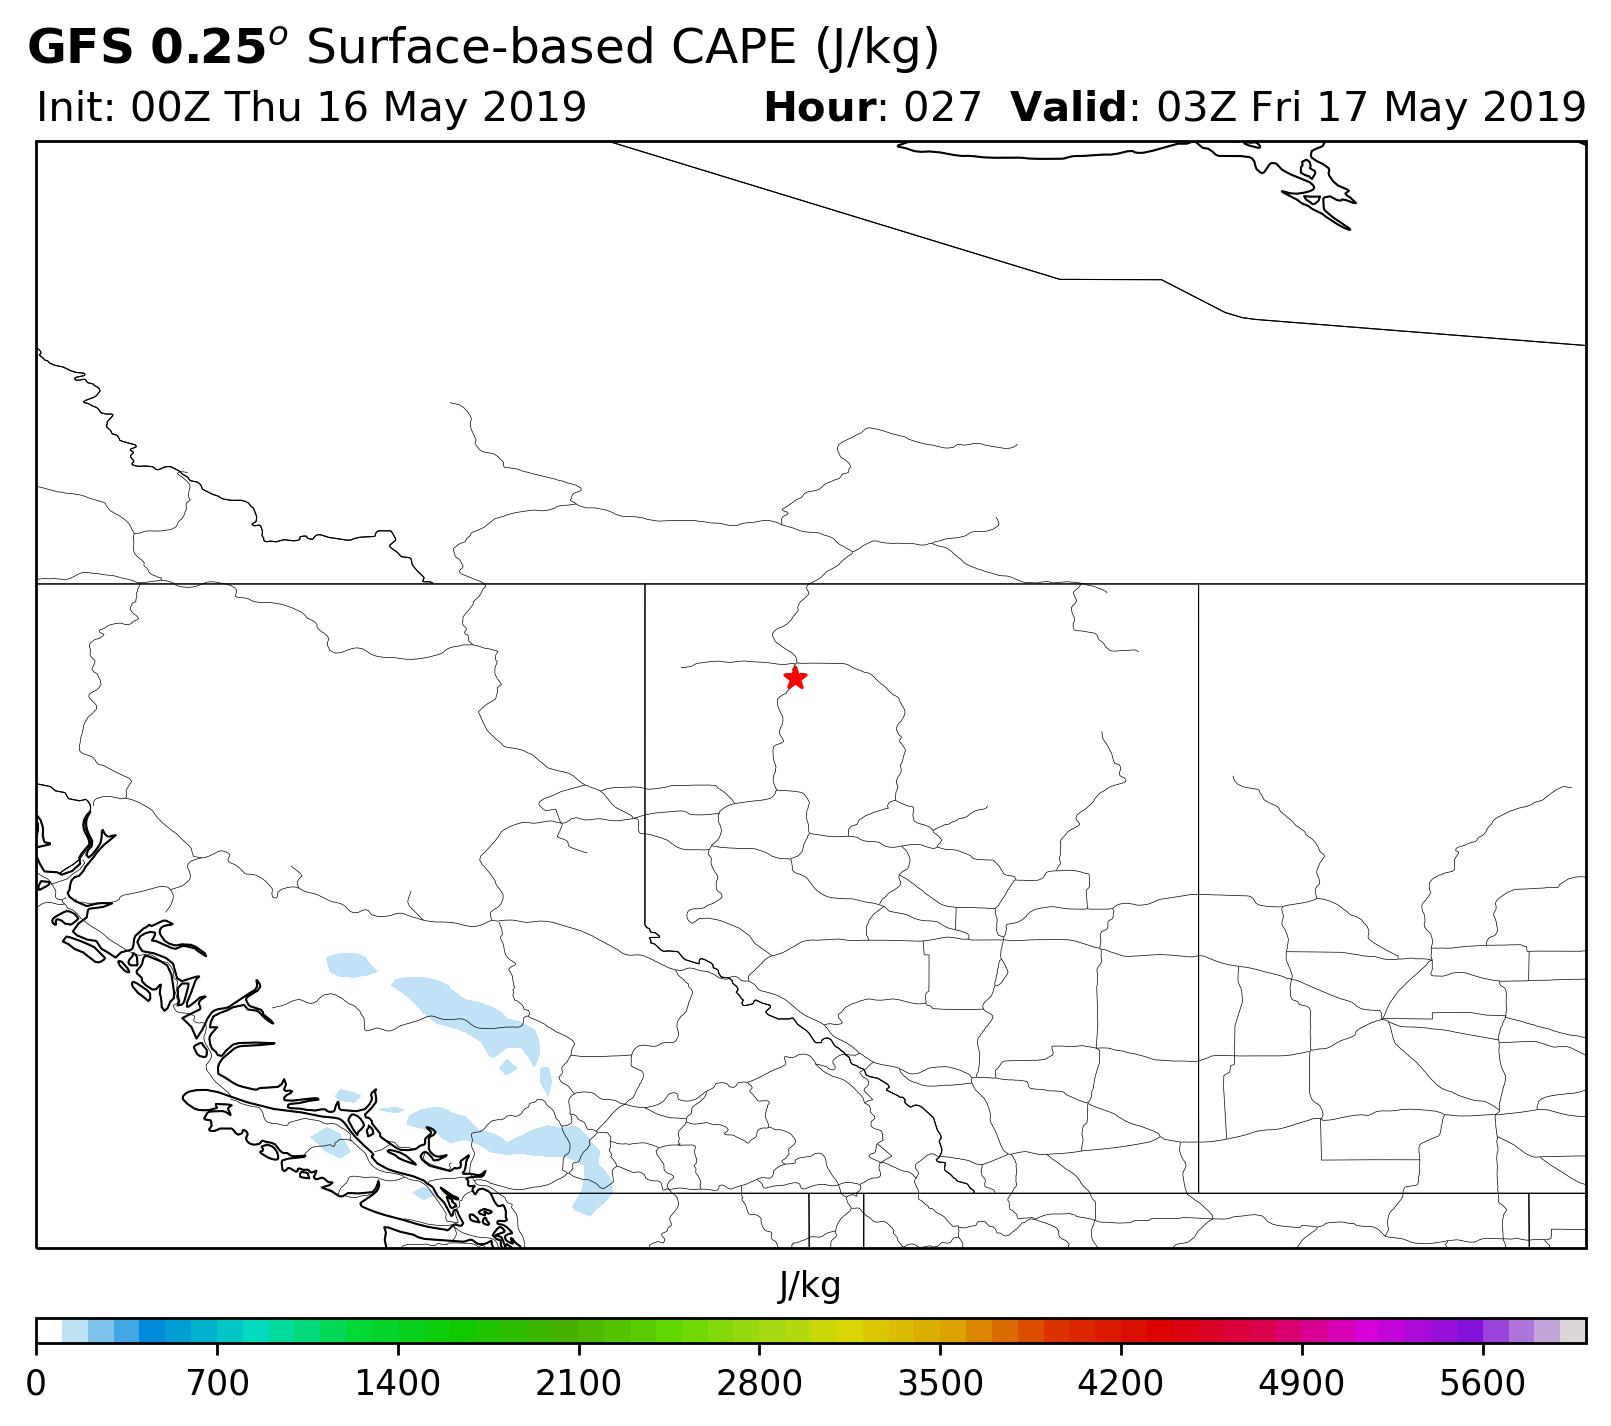 GFS 0.25° Surface-based CAPE (J/kg)
Init: 00Z Thu 16 May 2019 Hour: 027 Valid: 03Z Fri 17 May 2019
J/kg
0 700 1400 2100 2800 3500 4200 4900 5600